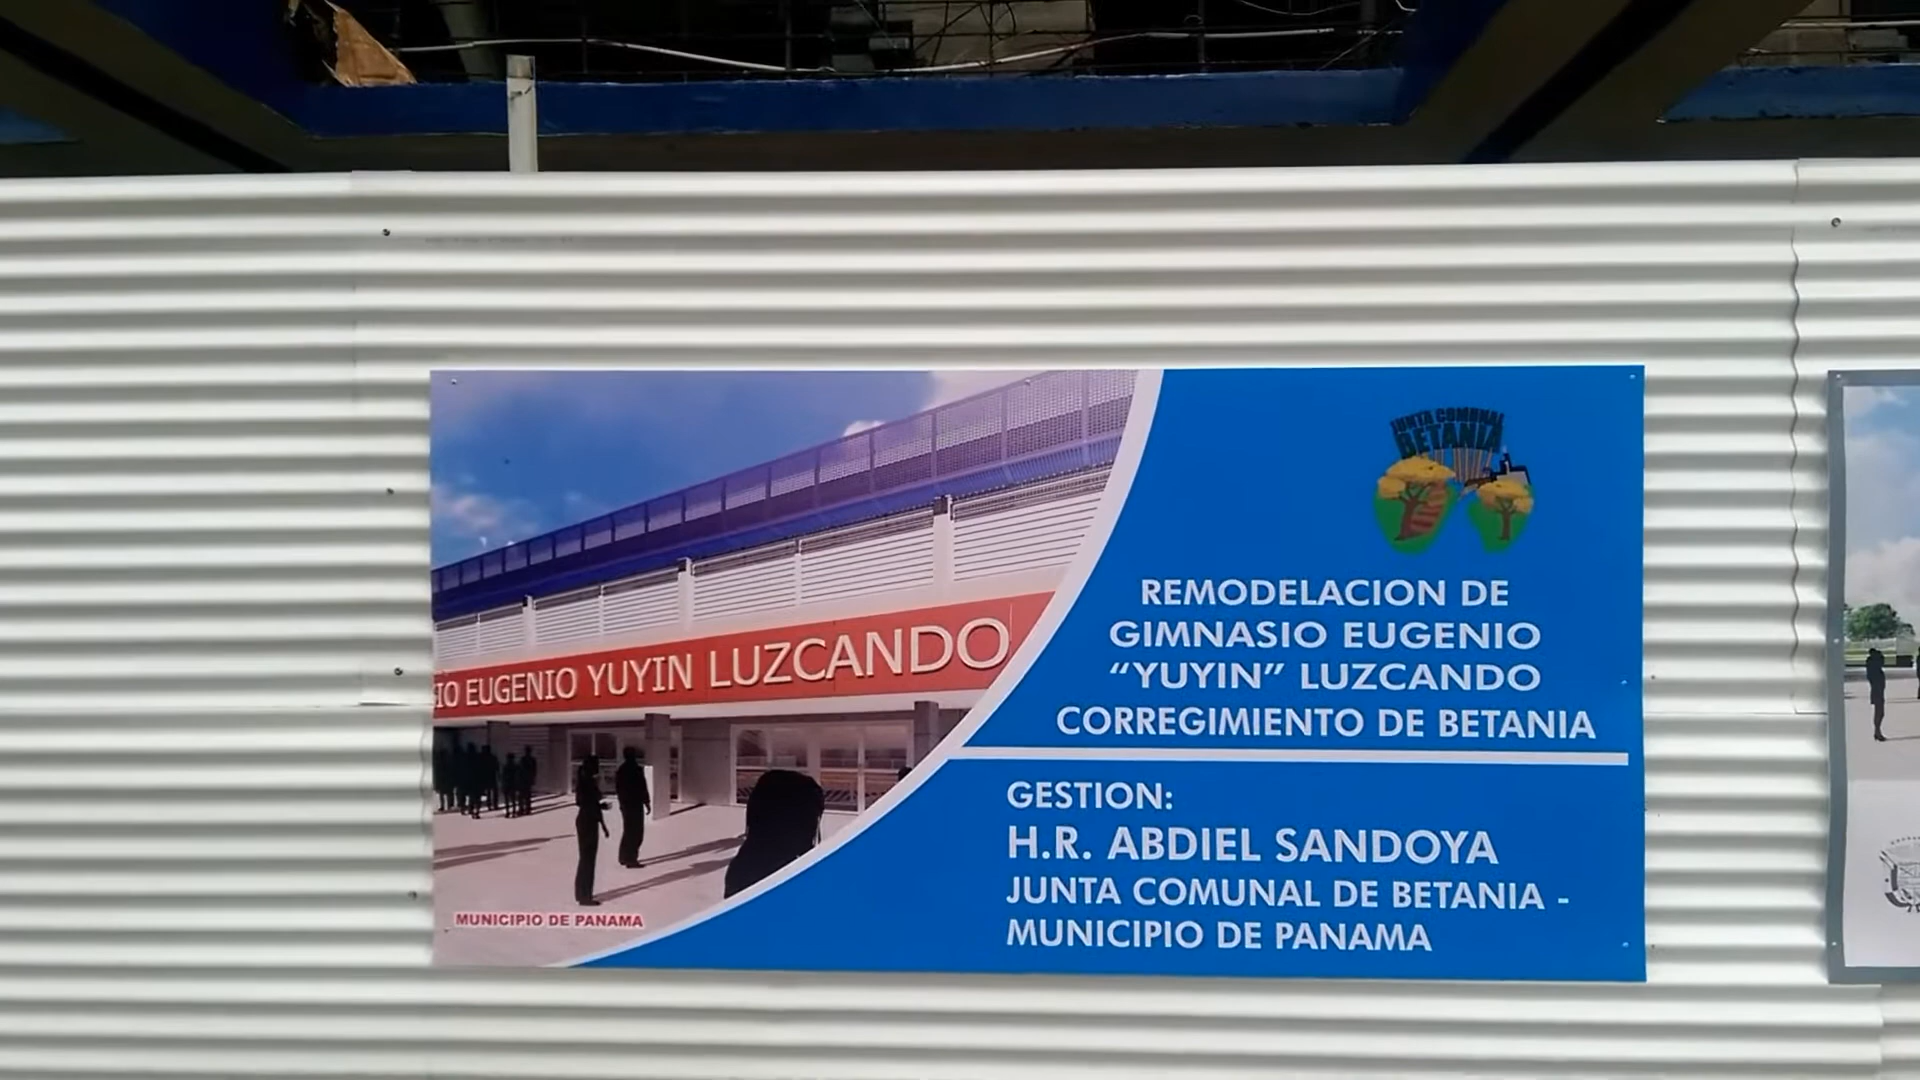 JUNTA COMUNAL
BETANIA
REMODELACION DE
GIMNASIO EUGENIO
“YUYIN” LUZCANDO
CORREGIMIENTO DE BETANIA
GESTION:
H.R. ABDIEL SANDOYA
JUNTA COMUNAL DE BETANIA -
MUNICIPIO DE PANAMA
IO EUGENIO YUYIN LUZCANDO
MUNICIPIO DE PANAMA